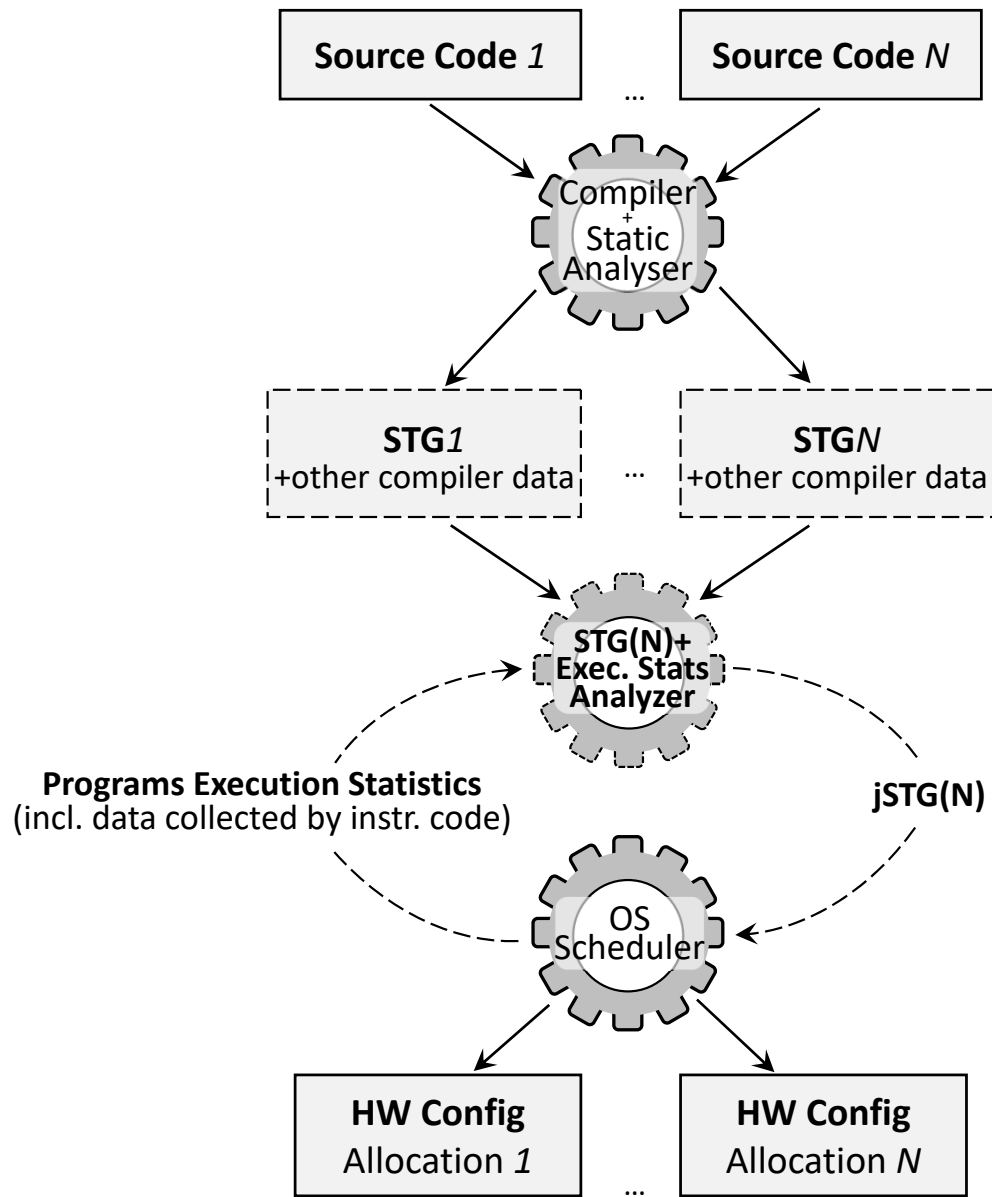 Source Code 1
...
Source Code N
Compiler
+
Static
Analyser
STG1
+other compiler data
...
STGN
+other compiler data
STG(N)+
Exec. Stats
Analyzer
Programs Execution Statistics
(incl. data collected by instr. code)
jSTG(N)
OS
Scheduler
HW Config
Allocation 1
...
HW Config
Allocation N